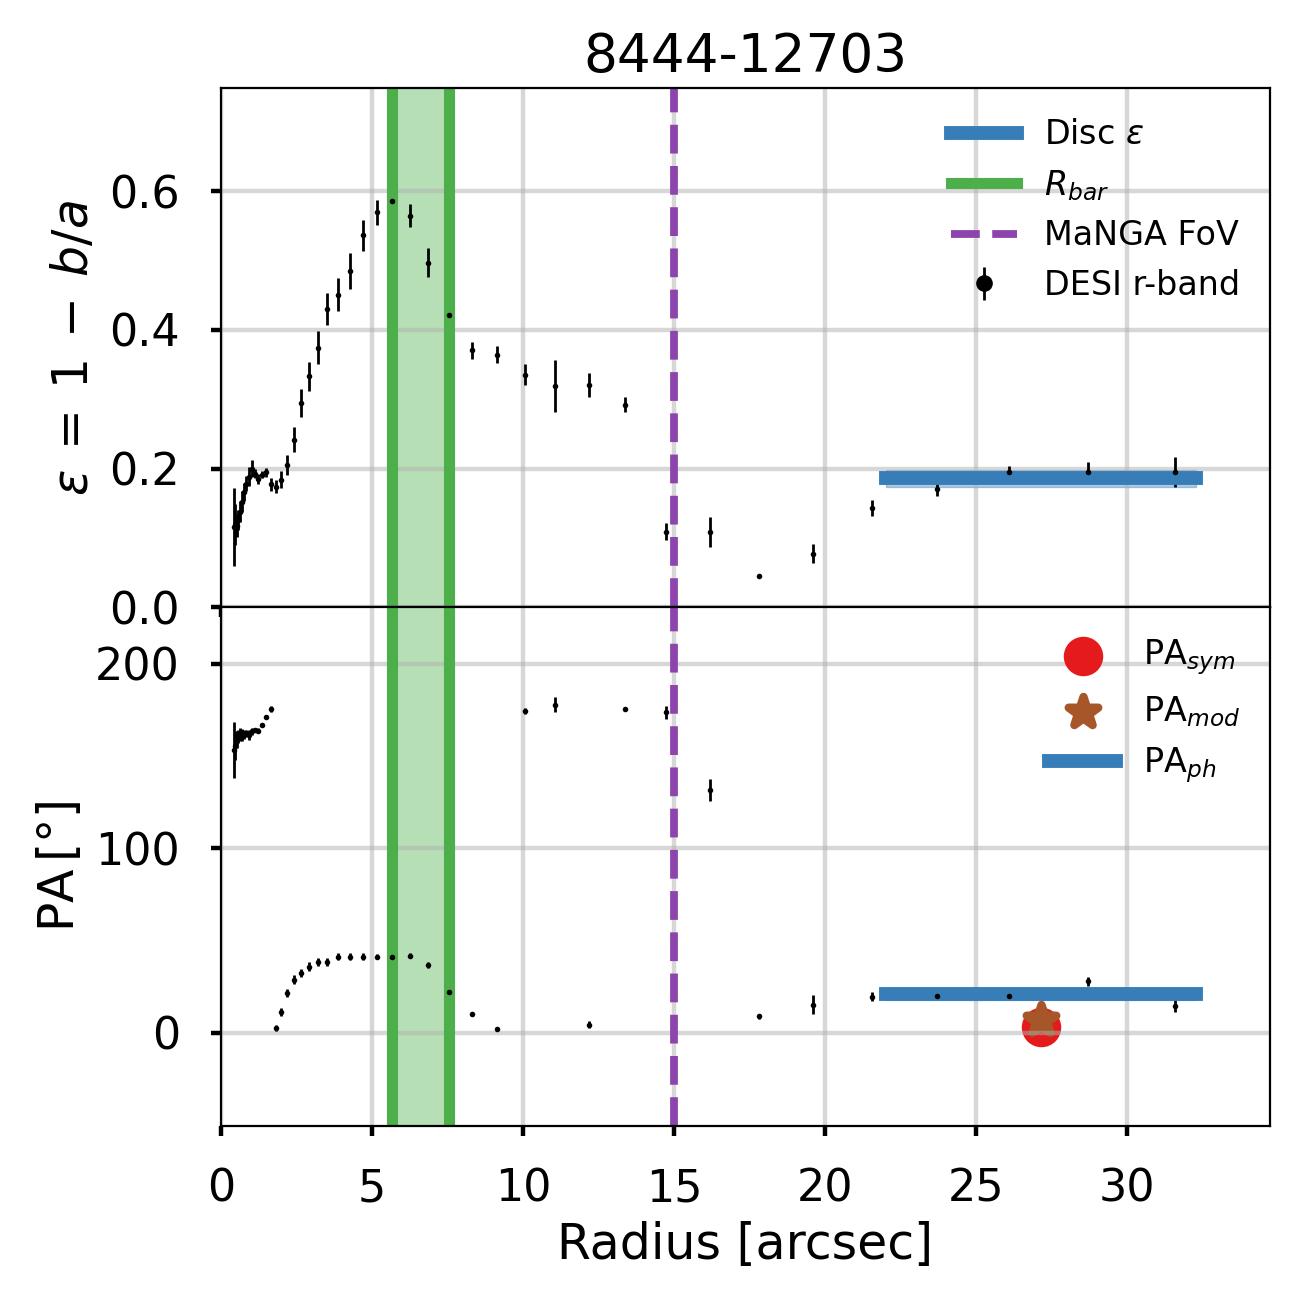 8444-12703
Disc ε
R_bar
MaNGA FoV
DESI r-band
ε = 1 − b/a
0.6
0.4
0.2
0.0
PA_sym
PA_mod
PA_ph
PA [°]
200
100
0
0 5 10 15 20 25 30
Radius [arcsec]